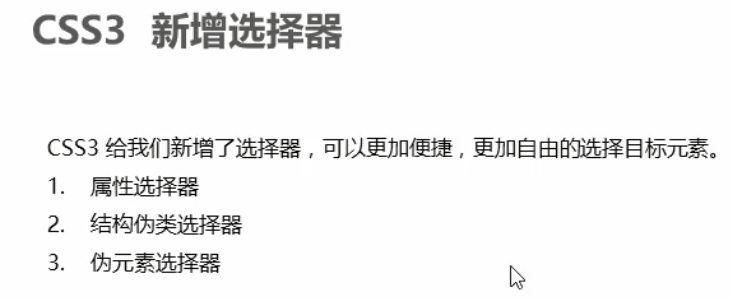 CSS3 新增选择器
CSS3 给我们新增了选择器，可以更加便捷，更加自由的选择目标元素。
1. 属性选择器
2. 结构伪类选择器
3. 伪元素选择器